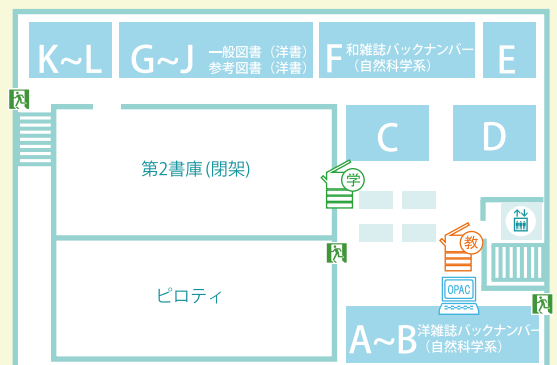 K~L
G~J
一般図書（洋書）
参考図書（洋書）
F
和雑誌バックナンバー
（自然科学系）
E
C
D
第2書庫(閉架)
学
教
OPAC
ピロティ
A~B
洋雑誌バックナンバー
（自然科学系）